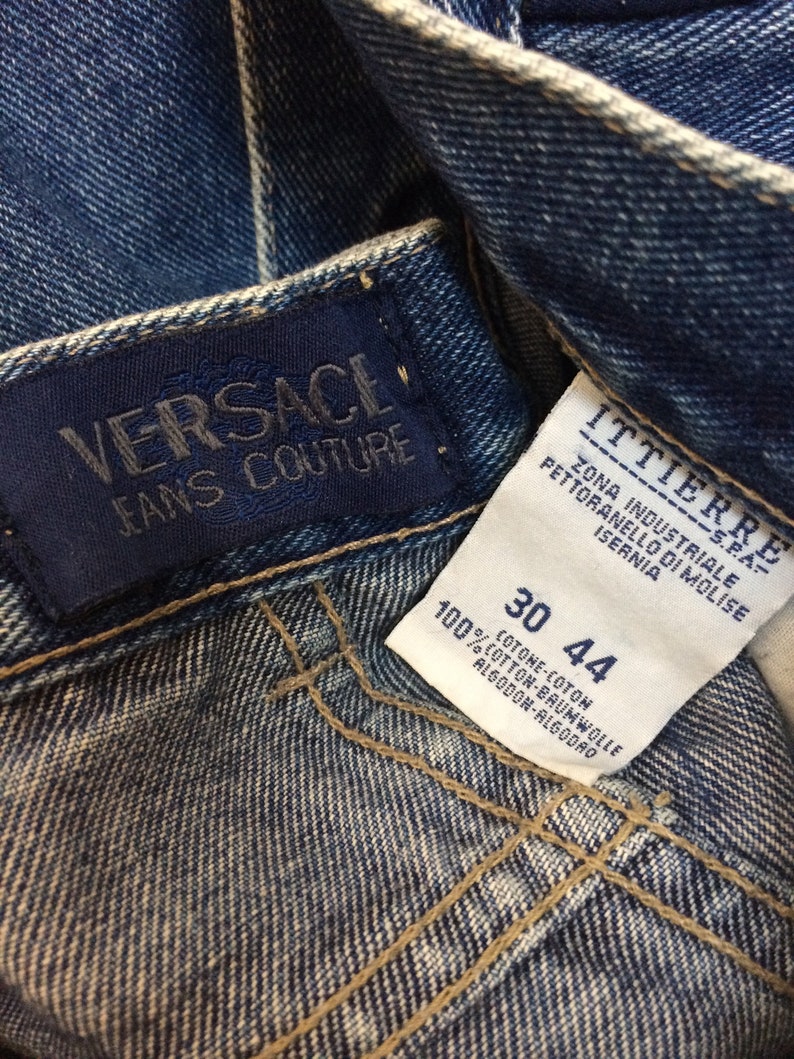 VERSACE
JEANS COUTURE
ITTIERRE
S.P.A.
ZONA INDUSTRIALE
PETTORANELLO DI MOLISE
ISERNIA
30 44
100% COTONE-COTON
COTTON-BAUMWOLLE
ALGODON-ALGODAO